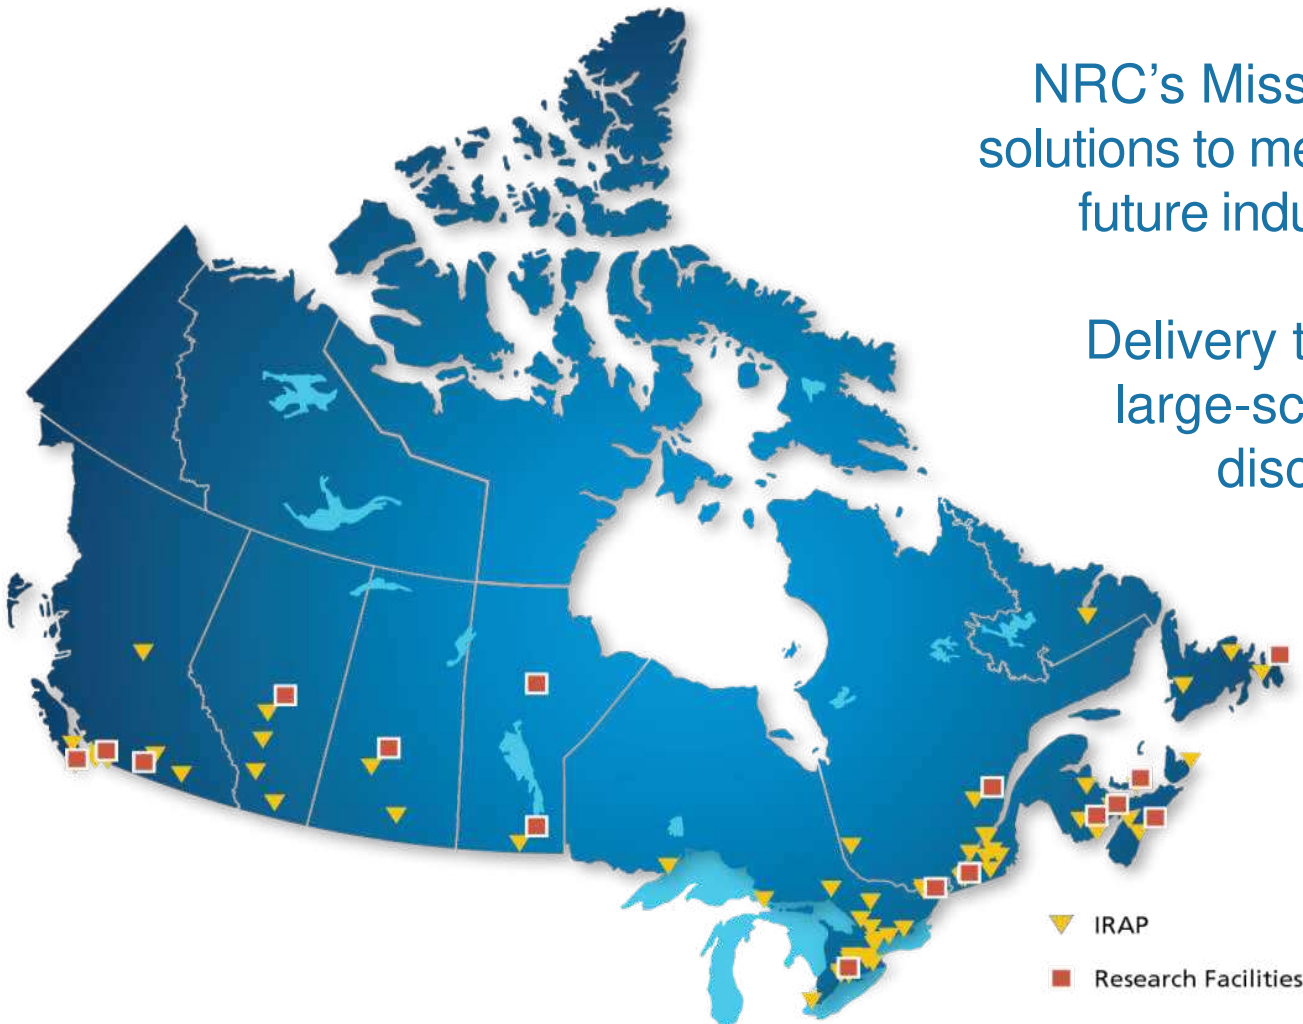 NRC's Miss
solutions to me
future indu
Delivery t
large-sc
disc
IRAP
Research Facilities